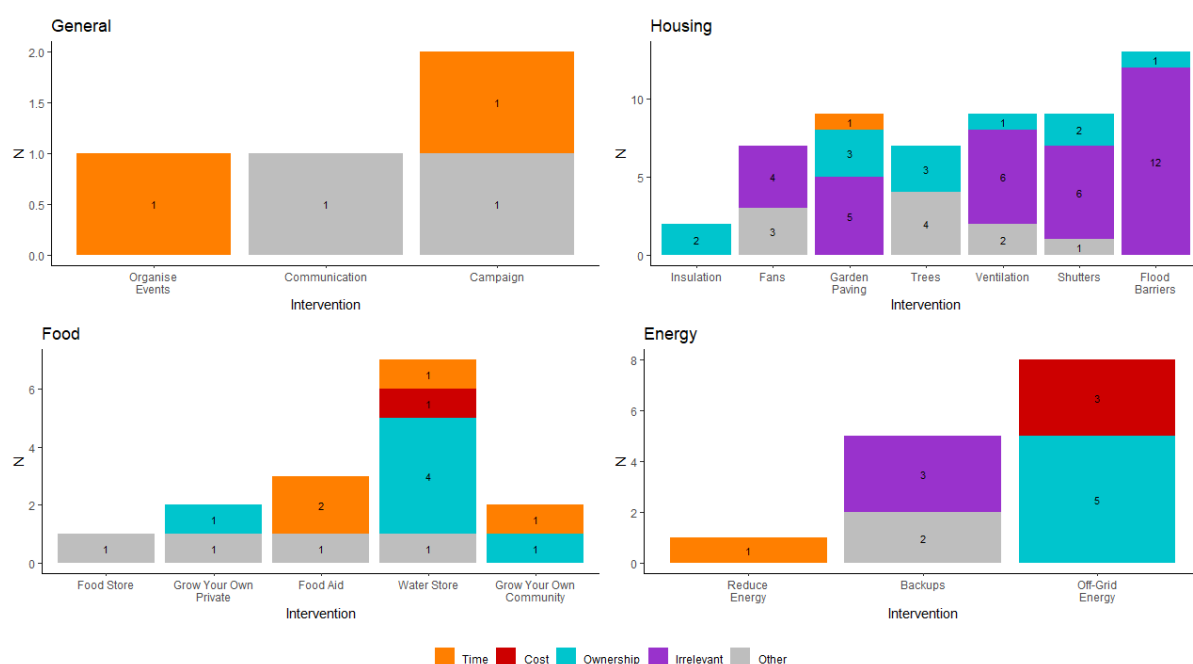 General
2.0
1.5
1.0
0.5
0.0
N
1
1
1
1
Organise
Events
Communication
Campaign
Intervention
Housing
10
5
0
N
2
4
3
1
3
5
3
4
1
6
2
2
6
1
1
12
Insulation
Fans
Garden
Paving
Trees
Ventilation
Shutters
Flood
Barriers
Intervention
Food
6
4
2
0
N
1
1
1
2
1
1
1
4
1
1
1
Food Store
Grow Your Own
Private
Food Aid
Water Store
Grow Your Own
Community
Intervention
Energy
8
6
4
2
0
N
1
3
2
3
5
Reduce
Energy
Backups
Off-Grid
Energy
Intervention
Time Cost Ownership Irrelevant Other